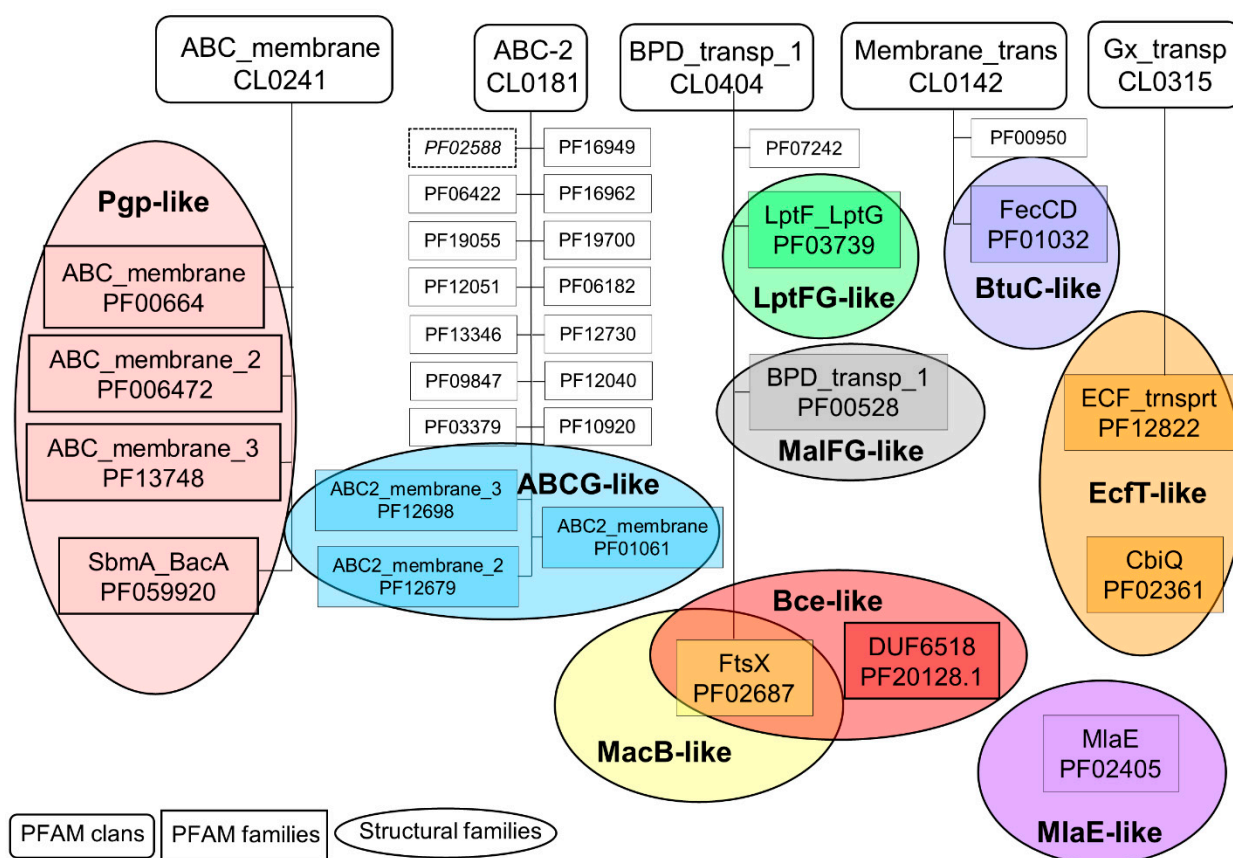 ABC_membrane
CL0241
ABC-2
CL0181
BPD_transp_1
CL0404
Membrane_trans
CL0142
Gx_transp
CL0315
Pgp-like
ABC_membrane
PF00664
ABC_membrane_2
PF006472
ABC_membrane_3
PF13748
SbmA_BacA
PF059920
PF02588
PF16949
PF06422
PF16962
PF19055
PF19700
PF12051
PF06182
PF13346
PF12730
PF09847
PF12040
PF03379
PF10920
ABCG-like
ABC2_membrane_3
PF12698
ABC2_membrane
PF01061
ABC2_membrane_2
PF12679
PF07242
LptF_LptG
PF03739
LptFG-like
BPD_transp_1
PF00528
MalFG-like
Bce-like
FtsX
PF02687
DUF6518
PF20128.1
MacB-like
PF00950
FecCD
PF01032
BtuC-like
ECF_trnsprt
PF12822
EcfT-like
CbiQ
PF02361
MlaE
PF02405
MlaE-like
PFAM clans
PFAM families
Structural families